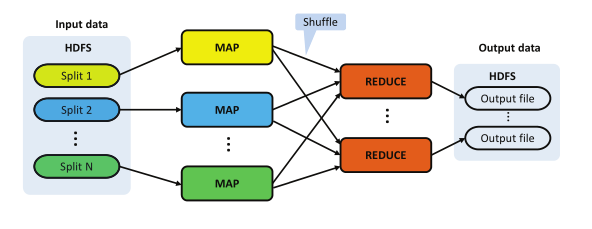 Input data
HDFS
Split 1
Split 2
Split N
MAP
MAP
MAP
Shuffle
REDUCE
REDUCE
Output data
HDFS
Output file
Output file